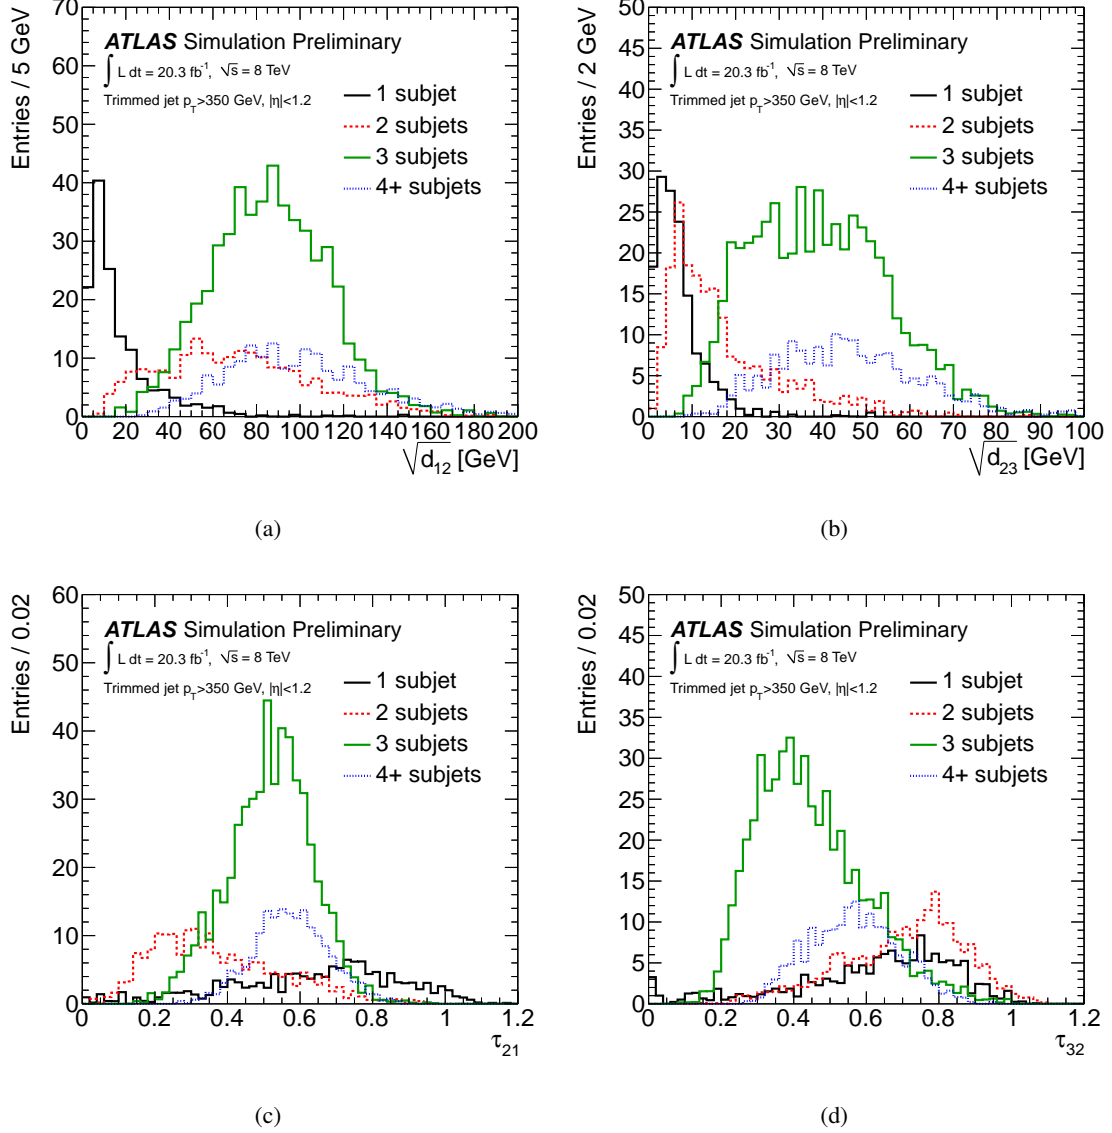 Entries / 5 GeV
70
60
50
40
30
20
10
0
ATLAS Simulation Preliminary
∫ L dt = 20.3 fb⁻¹, √s = 8 TeV
Trimmed jet p_T>350 GeV, |η|<1.2
1 subjet
2 subjets
3 subjets
4+ subjets
0 20 40 60 80 100 120 140 160 180 200
√d₁₂ [GeV]
(a)
Entries / 2 GeV
50
45
40
35
30
25
20
15
10
5
0
ATLAS Simulation Preliminary
∫ L dt = 20.3 fb⁻¹, √s = 8 TeV
Trimmed jet p_T>350 GeV, |η|<1.2
1 subjet
2 subjets
3 subjets
4+ subjets
0 10 20 30 40 50 60 70 80 90 100
√d₂₃ [GeV]
(b)
Entries / 0.02
60
50
40
30
20
10
0
ATLAS Simulation Preliminary
∫ L dt = 20.3 fb⁻¹, √s = 8 TeV
Trimmed jet p_T>350 GeV, |η|<1.2
1 subjet
2 subjets
3 subjets
4+ subjets
0 0.2 0.4 0.6 0.8 1 1.2
τ₂₁
(c)
Entries / 0.02
50
45
40
35
30
25
20
15
10
5
0
ATLAS Simulation Preliminary
∫ L dt = 20.3 fb⁻¹, √s = 8 TeV
Trimmed jet p_T>350 GeV, |η|<1.2
1 subjet
2 subjets
3 subjets
4+ subjets
0 0.2 0.4 0.6 0.8 1 1.2
τ₃₂
(d)